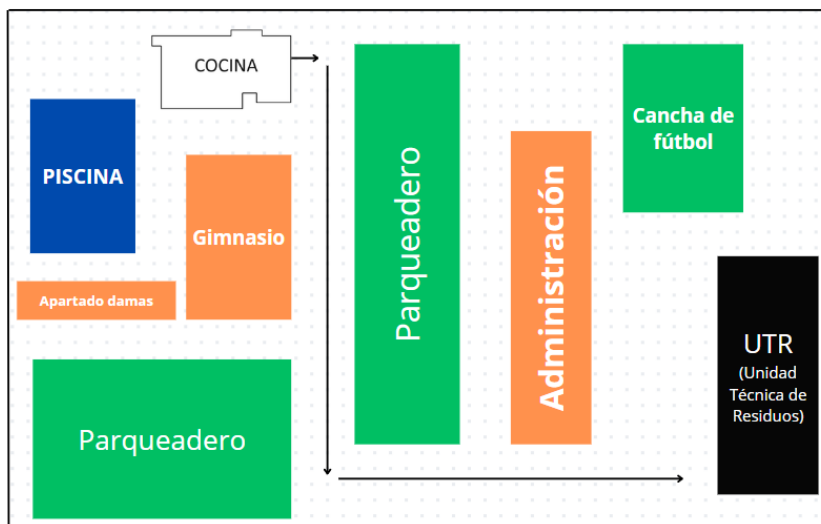 COCINA
PISCINA
Gimnasio
Apartado damas
Parqueadero
Parqueadero
Administración
Cancha de
fútbol
UTR
(Unidad
Técnica de
Residuos)